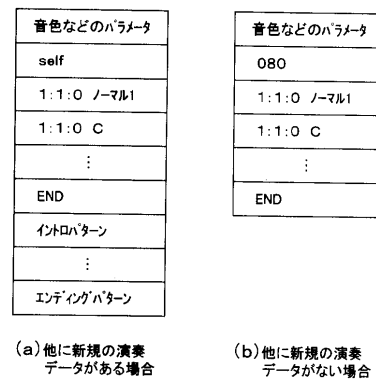 音色などのパラメータ
self
1:1:0 ノーマル1
1:1:0 C
⋮
END
イントロパターン
⋮
エンディングパターン
(a)他に新規の演奏
データがある場合
音色などのパラメータ
080
1:1:0 ノーマル1
1:1:0 C
⋮
END
(b)他に新規の演奏
データがない場合